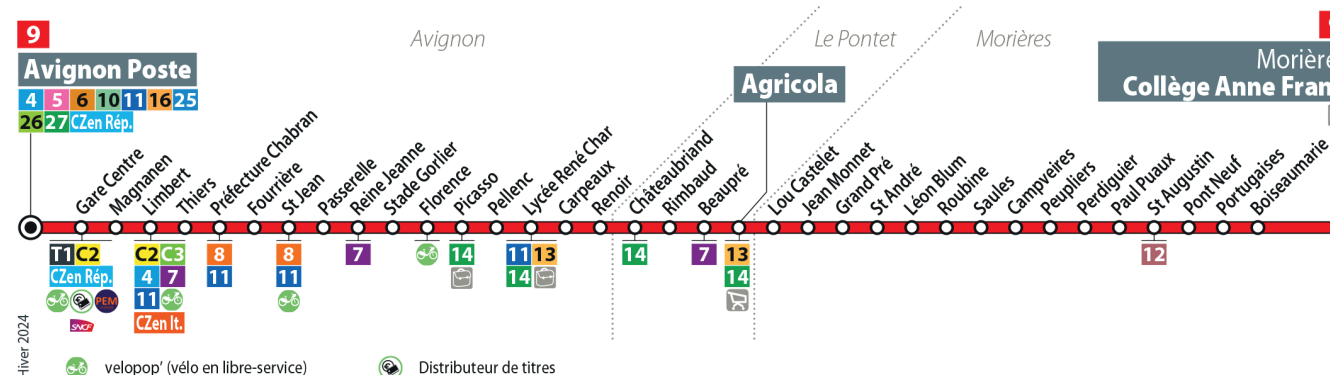 9
Avignon
Le Pontet
Morières
Avignon Poste
4 5 6 10 11 16 25
26 27 CZen Rép.
Agricola
Morière
Collège Anne Fran
Gare Centre
Magnanen
Limbert
Thiers
Préfecture Chabran
Fourrière
St Jean
Passerelle
Reine Jeanne
Stade Gorlier
Florence
Picasso
Pellenc
Lycée René Char
Carpeaux
Renoir
Châteaubriand
Rimbaud
Beaupré
Lou Castelet
Jean Monnet
Grand Pré
St André
Léon Blum
Roubine
Saules
Campveires
Peupliers
Perdiguier
Paul Puaux
St Augustin
Pont Neuf
Portugaises
Boiseaumarie
T1 C2
CZen Rép.
PEM
SNCF
C2 C3
4 7
11
CZen It.
8
11
8
11
7
14
11 13
14
14
7
13
14
12
Hiver 2024
velopop' (vélo en libre-service)
Distributeur de titres